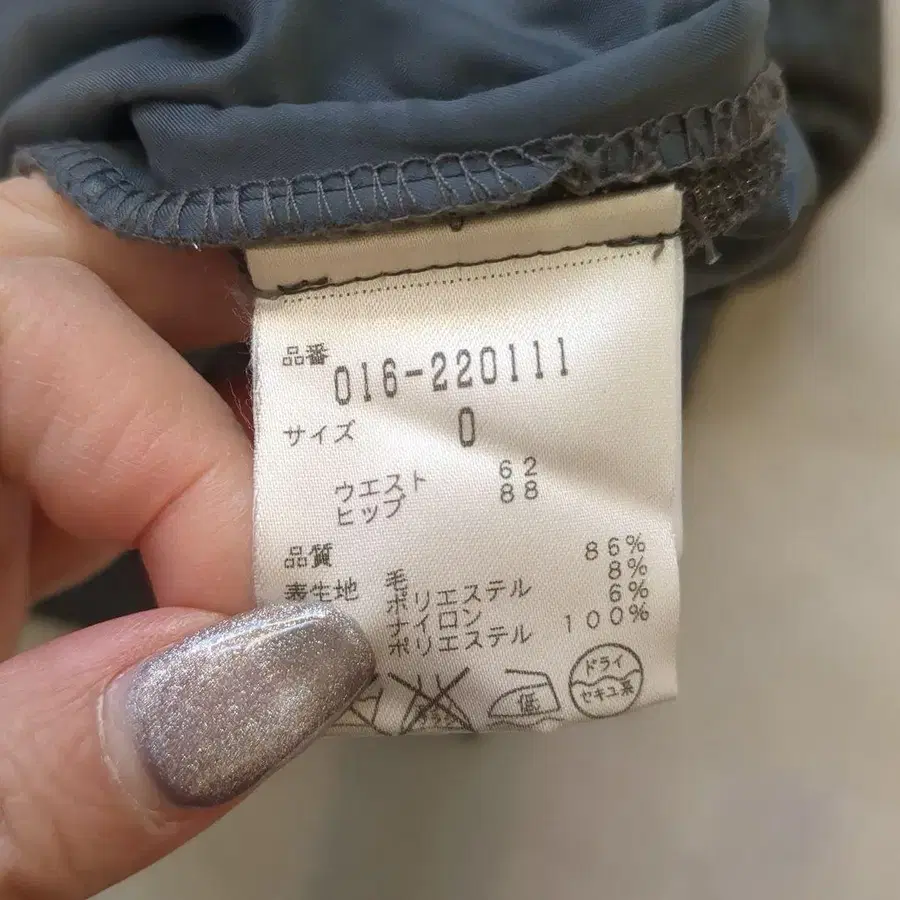 品番 016-220111
サイズ 0
ウエスト 62
ヒップ 88
品質
表生地 毛 86%
ポリエステル 8%
ナイロン 6%
ポリエステル 100%
低
ドライ
セキユ系